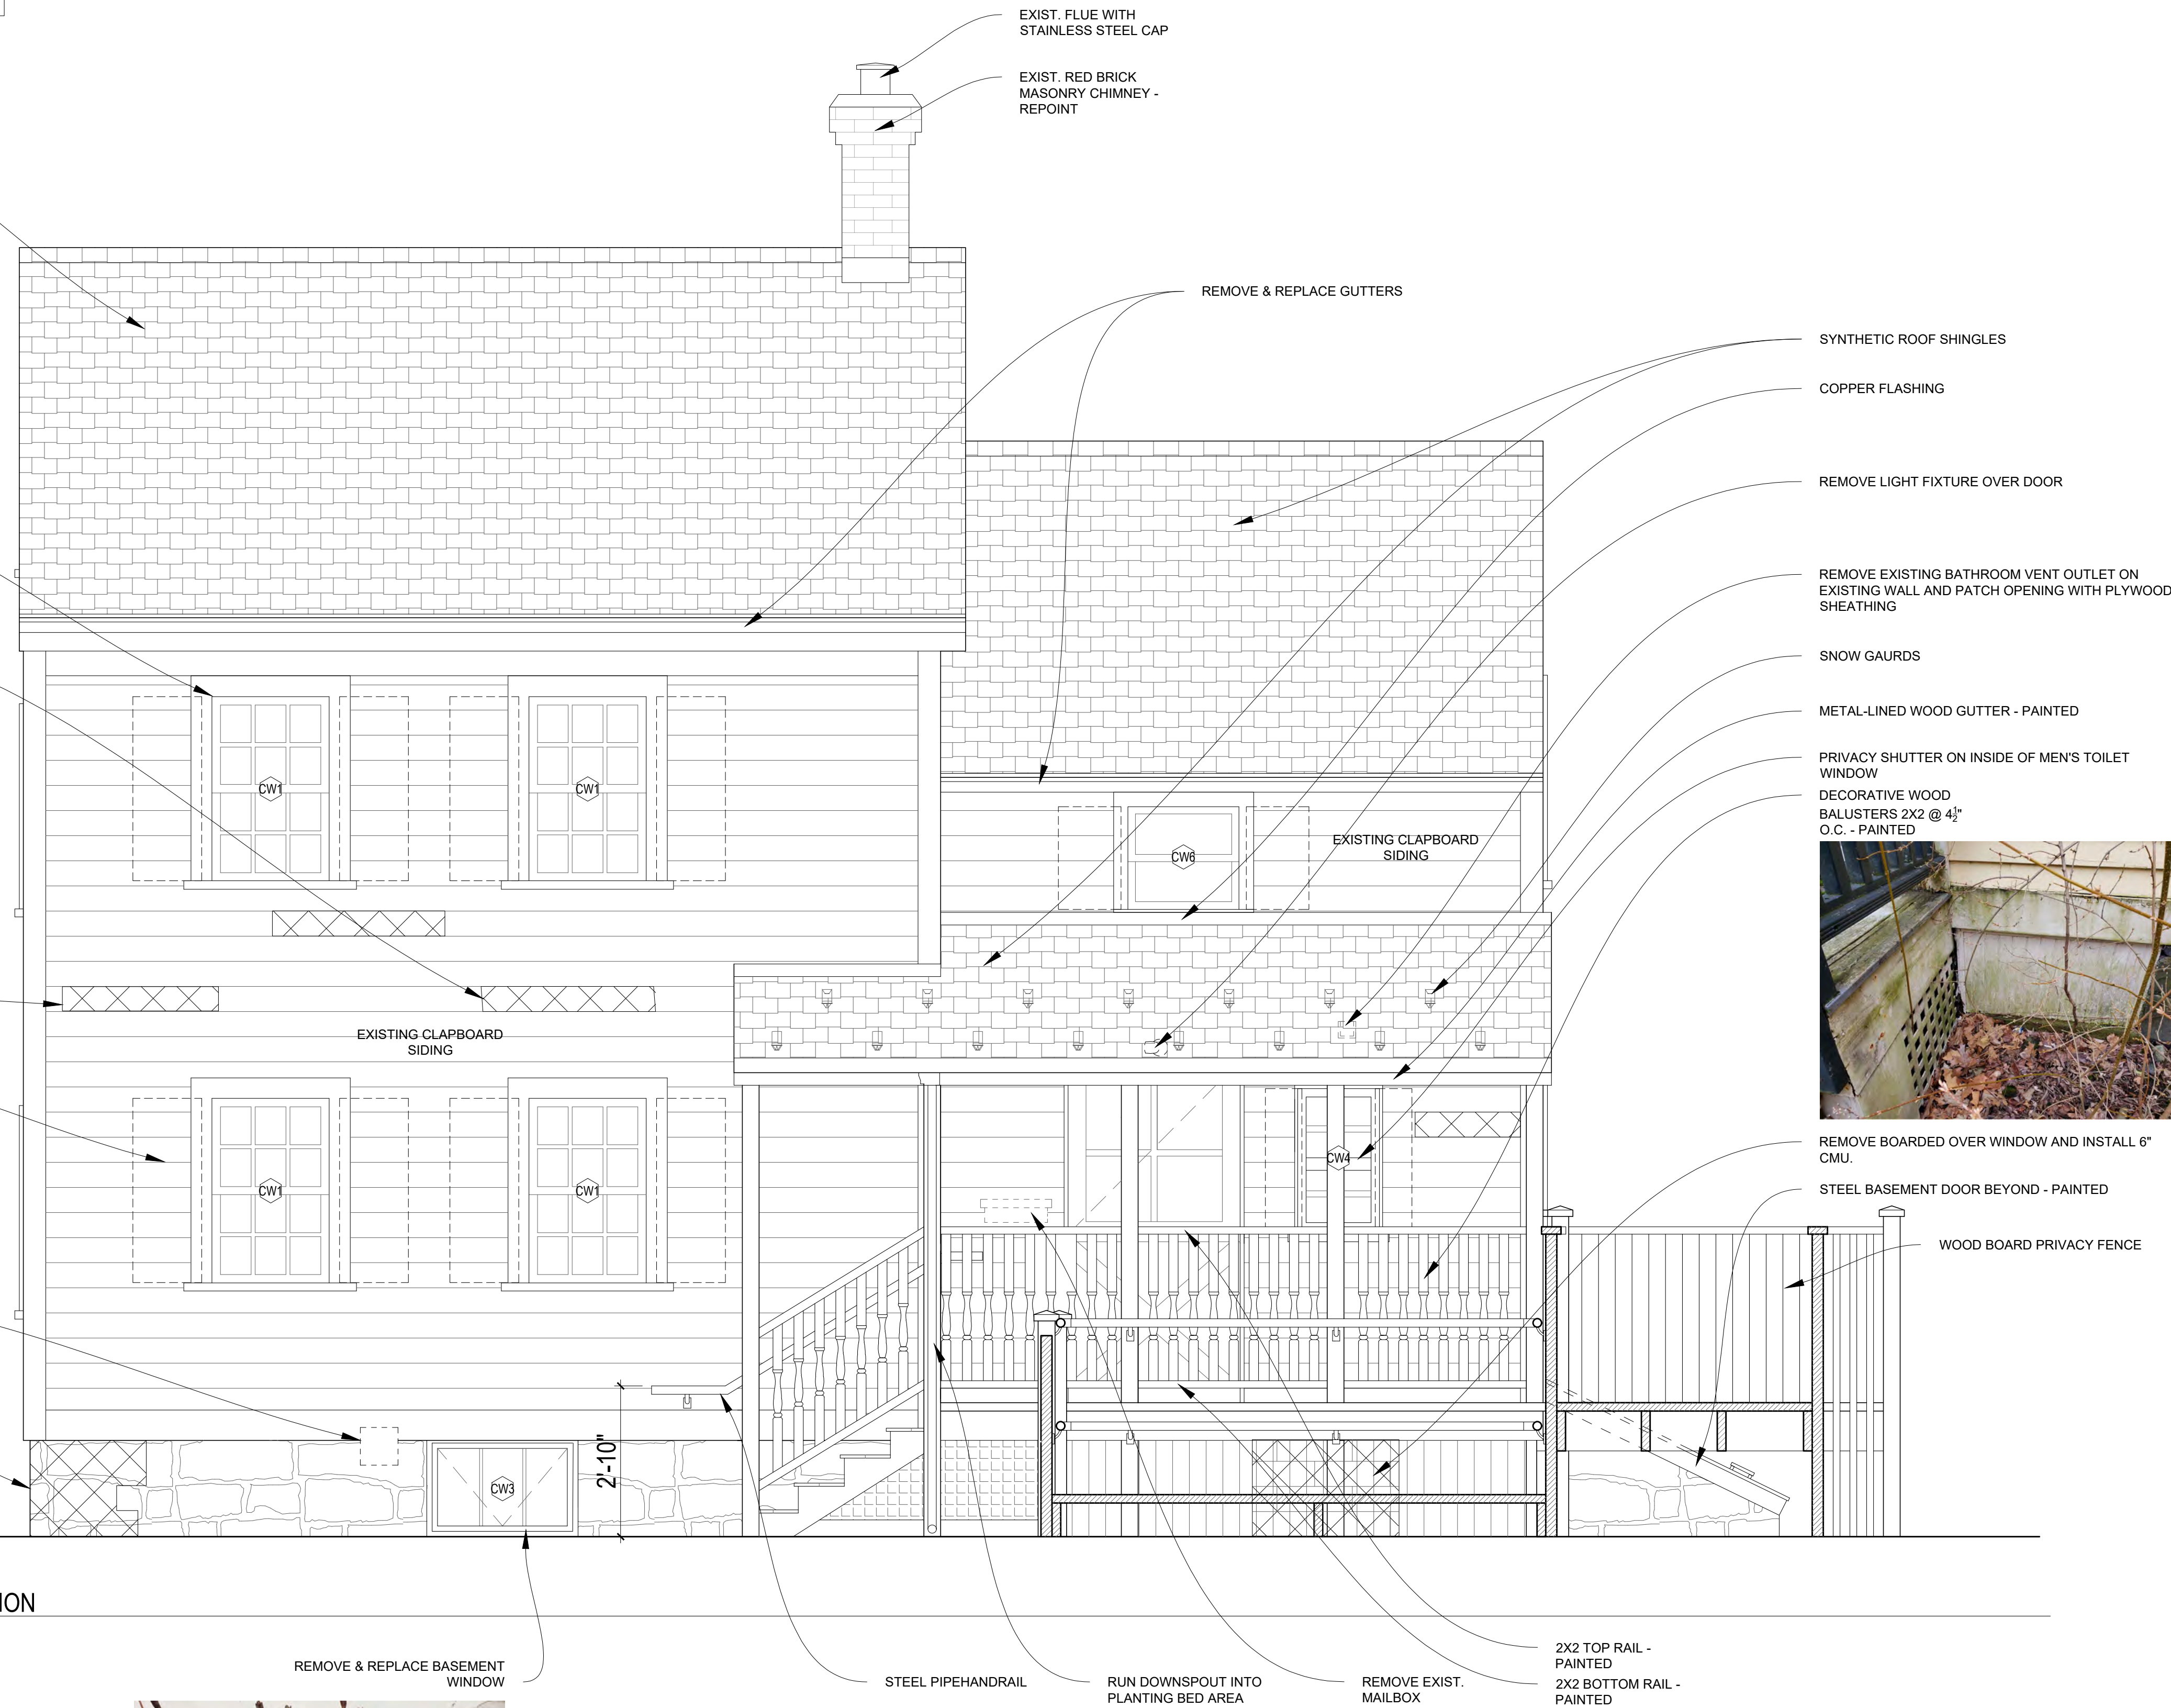 EXIST. FLUE WITH
STAINLESS STEEL CAP
EXIST. RED BRICK
MASONRY CHIMNEY -
REPOINT
REMOVE & REPLACE GUTTERS
SYNTHETIC ROOF SHINGLES
COPPER FLASHING
REMOVE LIGHT FIXTURE OVER DOOR
REMOVE EXISTING BATHROOM VENT OUTLET ON
EXISTING WALL AND PATCH OPENING WITH PLYWOOD
SHEATHING
SNOW GAURDS
METAL-LINED WOOD GUTTER - PAINTED
PRIVACY SHUTTER ON INSIDE OF MEN'S TOILET
WINDOW
DECORATIVE WOOD
BALUSTERS 2X2 @ 4½"
O.C. - PAINTED
CW1
CW1
CW6
EXISTING CLAPBOARD
SIDING
EXISTING CLAPBOARD
SIDING
CW1
CW1
CW4
REMOVE BOARDED OVER WINDOW AND INSTALL 6"
CMU.
STEEL BASEMENT DOOR BEYOND - PAINTED
WOOD BOARD PRIVACY FENCE
CW3
2'-10"
ION
REMOVE & REPLACE BASEMENT
WINDOW
STEEL PIPEHANDRAIL
RUN DOWNSPOUT INTO
PLANTING BED AREA
REMOVE EXIST.
MAILBOX
2X2 TOP RAIL -
PAINTED
2X2 BOTTOM RAIL -
PAINTED